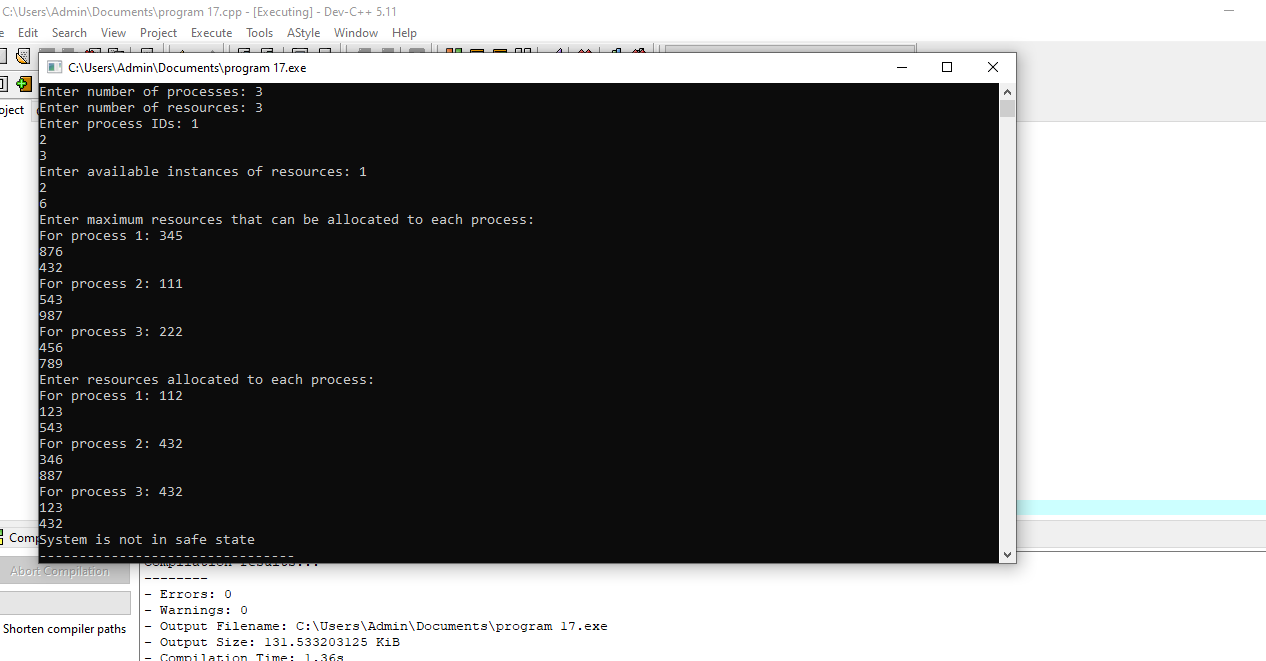 C:\Users\Admin\Documents\program 17.cpp - [Executing] - Dev-C++ 5.11
Edit Search View Project Execute Tools AStyle Window Help
C:\Users\Admin\Documents\program 17.exe
Enter number of processes: 3
Enter number of resources: 3
Enter process IDs: 1
2
3
Enter available instances of resources: 1
2
6
Enter maximum resources that can be allocated to each process:
For process 1: 345
876
432
For process 2: 111
543
987
For process 3: 222
456
789
Enter resources allocated to each process:
For process 1: 112
123
543
For process 2: 432
346
887
For process 3: 432
123
432
System is not in safe state
--------------------------------
oject
Comp
Abort Compilation
Shorten compiler paths
Compilation results...
--------
- Errors: 0
- Warnings: 0
- Output Filename: C:\Users\Admin\Documents\program 17.exe
- Output Size: 131.533203125 KiB
- Compilation Time: 1.36s